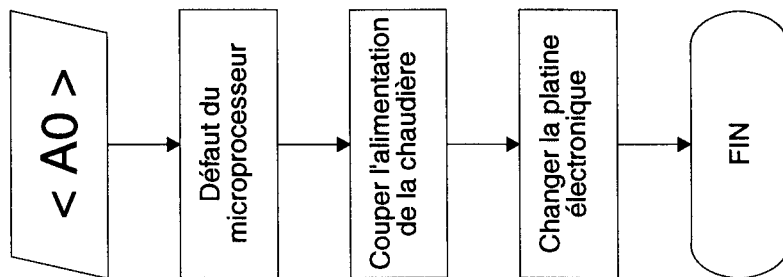 < A0 >
Défaut du
microprocesseur
Couper l'alimentation
de la chaudière
Changer la platine
électronique
FIN